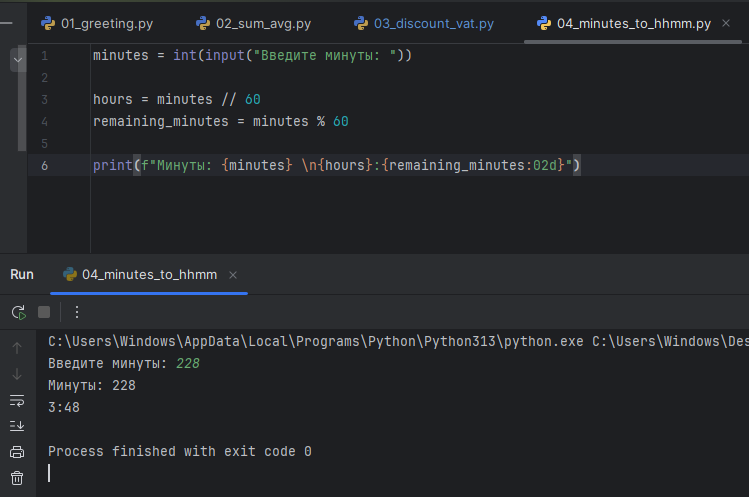 01_greeting.py 02_sum_avg.py 03_discount_vat.py 04_minutes_to_hhmm.py
1 minutes = int(input("Введите минуты: "))
2
3 hours = minutes // 60
4 remaining_minutes = minutes % 60
5
6 print(f"Минуты: {minutes} \n{hours}:{remaining_minutes:02d}")
Run 04_minutes_to_hhmm
C:\Users\Windows\AppData\Local\Programs\Python\Python313\python.exe C:\Users\Windows\Des
Введите минуты: 228
Минуты: 228
3:48
Process finished with exit code 0